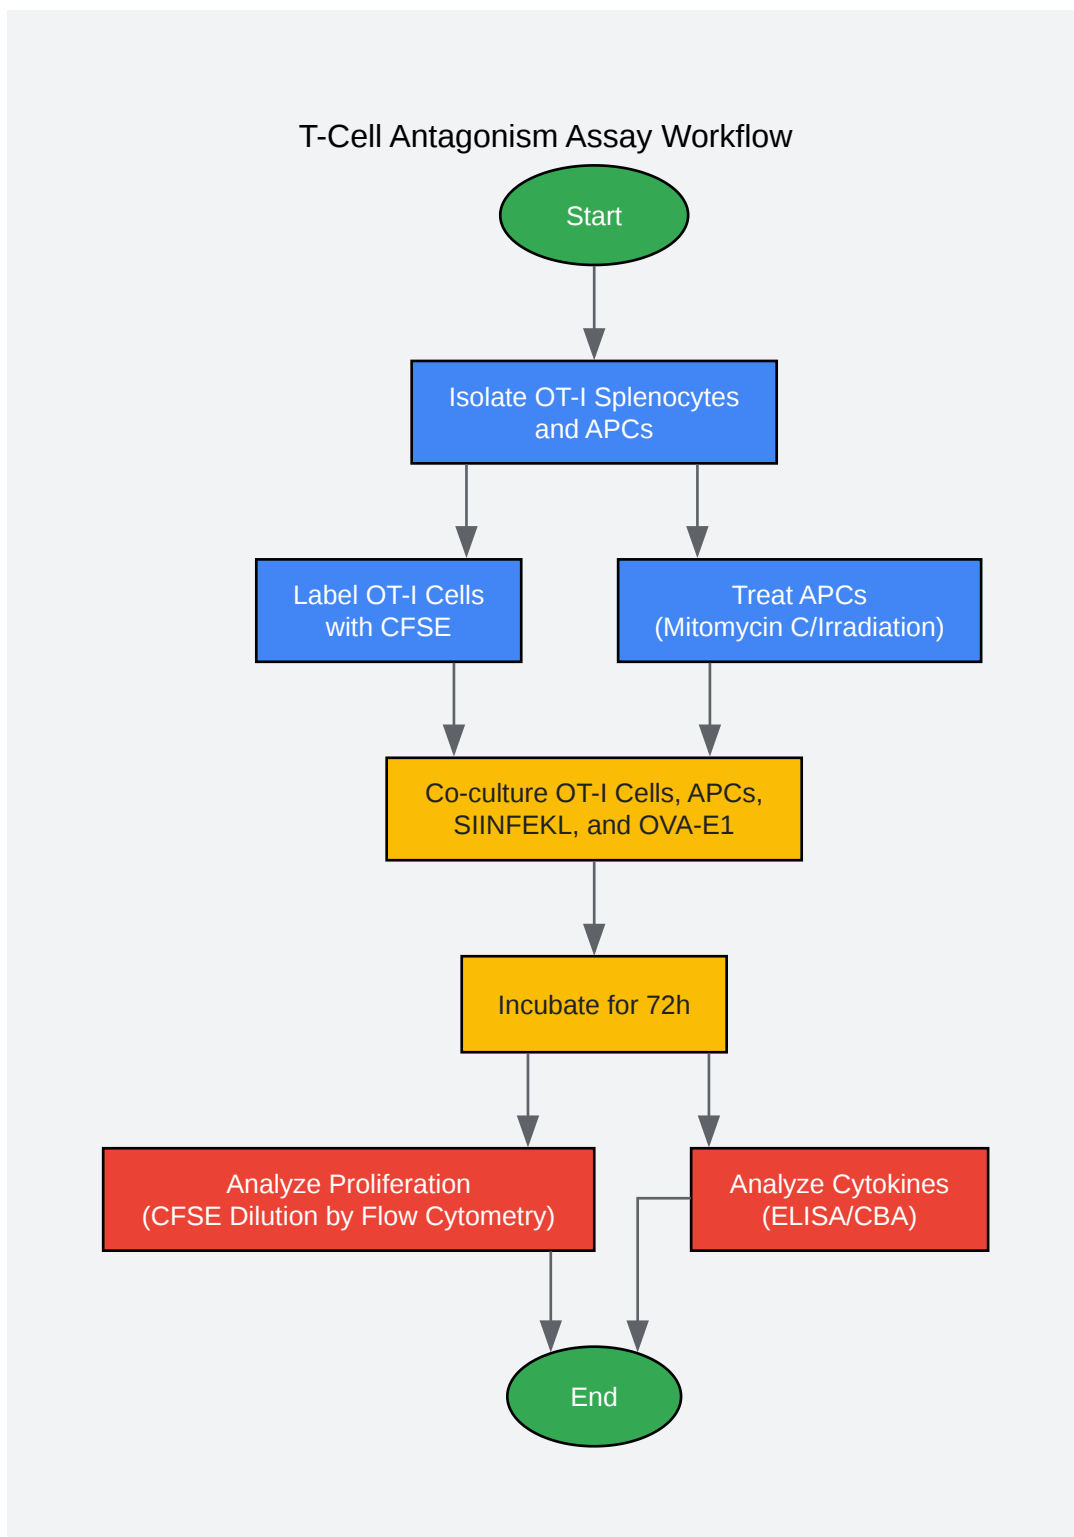 T-Cell Antagonism Assay Workflow
Start
Isolate OT-I Splenocytes
and APCs
Label OT-I Cells
with CFSE
Treat APCs
(Mitomycin C/Irradiation)
Co-culture OT-I Cells, APCs,
SIINFEKL, and OVA-E1
Incubate for 72h
Analyze Proliferation
(CFSE Dilution by Flow Cytometry)
Analyze Cytokines
(ELISA/CBA)
End